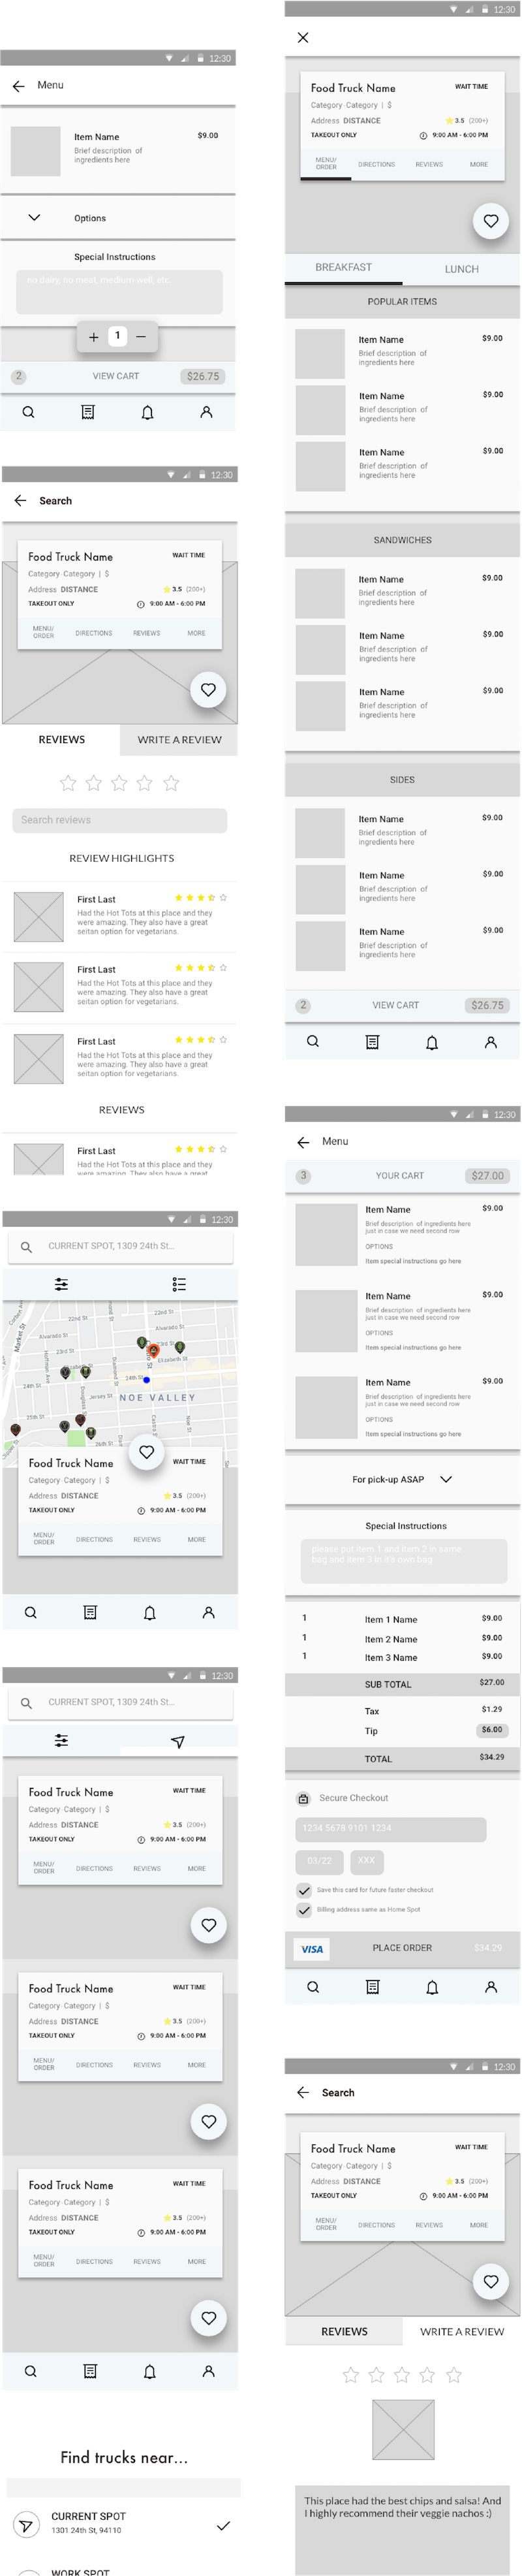 12:30
Menu
Item Name $9.00
Brief description of
ingredients here
Options
Special Instructions
no dairy, no meat, medium well, etc.
+ 1 −
2 VIEW CART $26.75
12:30
Search
Food Truck Name WAIT TIME
Category Category | $
Address DISTANCE 3.5 (200+)
TAKEOUT ONLY 9:00 AM - 6:00 PM
MENU/
ORDER DIRECTIONS REVIEWS MORE
REVIEWS WRITE A REVIEW
Search reviews
REVIEW HIGHLIGHTS
First Last
Had the Hot Tots at this place and they
were amazing. They also have a great
seitan option for vegetarians.
First Last
Had the Hot Tots at this place and they
were amazing. They also have a great
seitan option for vegetarians.
First Last
Had the Hot Tots at this place and they
were amazing. They also have a great
seitan option for vegetarians.
REVIEWS
First Last
Had the Hot Tots at this place and they
were amazing. They also have a great
12:30
CURRENT SPOT, 1309 24th St...
22nd St
22nd St
Alvarado St
Alvarado St
23rd St
Elizabeth St
24th St
24th St
Jersey St
25th St
Market St
NOE VALLEY
WAIT TIME
Category Category | $
Address DISTANCE 3.5 (200+)
TAKEOUT ONLY 9:00 AM - 6:00 PM
MENU/
ORDER DIRECTIONS REVIEWS MORE
12:30
CURRENT SPOT, 1309 24th St...
Food Truck Name WAIT TIME
Category Category | $
Address DISTANCE 3.5 (200+)
TAKEOUT ONLY 9:00 AM - 6:00 PM
MENU/
ORDER DIRECTIONS REVIEWS MORE
Food Truck Name WAIT TIME
Category Category | $
Address DISTANCE 3.5 (200+)
TAKEOUT ONLY 9:00 AM - 6:00 PM
MENU/
ORDER DIRECTIONS REVIEWS MORE
Food Truck Name WAIT TIME
Category Category | $
Address DISTANCE 3.5 (200+)
TAKEOUT ONLY 9:00 AM - 6:00 PM
MENU/
ORDER DIRECTIONS REVIEWS MORE
Find trucks near...
CURRENT SPOT
1301 24th St, 94110
WORK SPOT
12:30
Food Truck Name WAIT TIME
Category Category | $
Address DISTANCE 3.5 (200+)
TAKEOUT ONLY 9:00 AM - 6:00 PM
MENU/
ORDER DIRECTIONS REVIEWS MORE
BREAKFAST LUNCH
POPULAR ITEMS
Item Name $9.00
Brief description of
ingredients here
Item Name $9.00
Brief description of
ingredients here
Item Name $9.00
Brief description of
ingredients here
SANDWICHES
Item Name $9.00
Brief description of
ingredients here
Item Name $9.00
Brief description of
ingredients here
Item Name $9.00
Brief description of
ingredients here
SIDES
Item Name $9.00
Brief description of
ingredients here
Item Name $9.00
Brief description of
ingredients here
Item Name $9.00
Brief description of
ingredients here
2 VIEW CART $26.75
12:30
Menu
3 YOUR CART $27.00
Item Name $9.00
Brief description of ingredients here
just in case we need second row
OPTIONS
Item special instructions go here
Item Name $9.00
Brief description of ingredients here
just in case we need second row
OPTIONS
Item special instructions go here
Item Name $9.00
Brief description of ingredients here
just in case we need second row
OPTIONS
Item special instructions go here
For pick-up ASAP
Special Instructions
please put item 1 and item 2 in same
bag and item 3 in it's own bag
1 Item 1 Name $9.00
1 Item 2 Name $9.00
1 Item 3 Name $9.00
SUB TOTAL $27.00
Tax $1.29
Tip $6.00
TOTAL $34.29
Secure Checkout
1234 5678 9101 1234
03/22 XXX
Save this card for future faster checkout
Billing address same as Home Spot
VISA PLACE ORDER $34.29
12:30
Search
Food Truck Name WAIT TIME
Category Category | $
Address DISTANCE 3.5 (200+)
TAKEOUT ONLY 9:00 AM - 6:00 PM
MENU/
ORDER DIRECTIONS REVIEWS MORE
REVIEWS WRITE A REVIEW
This place had the best chips and salsa! And
I highly recommend their veggie nachos :)